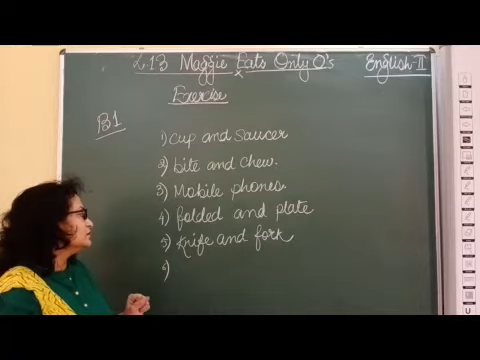 L.13 Maggie Eats Only O's English-II
Exercise
B1
1) Cup and Saucer
2) bite and chew.
3) Mobile phones.
4) folded and plate
5) Knife and fork
6)